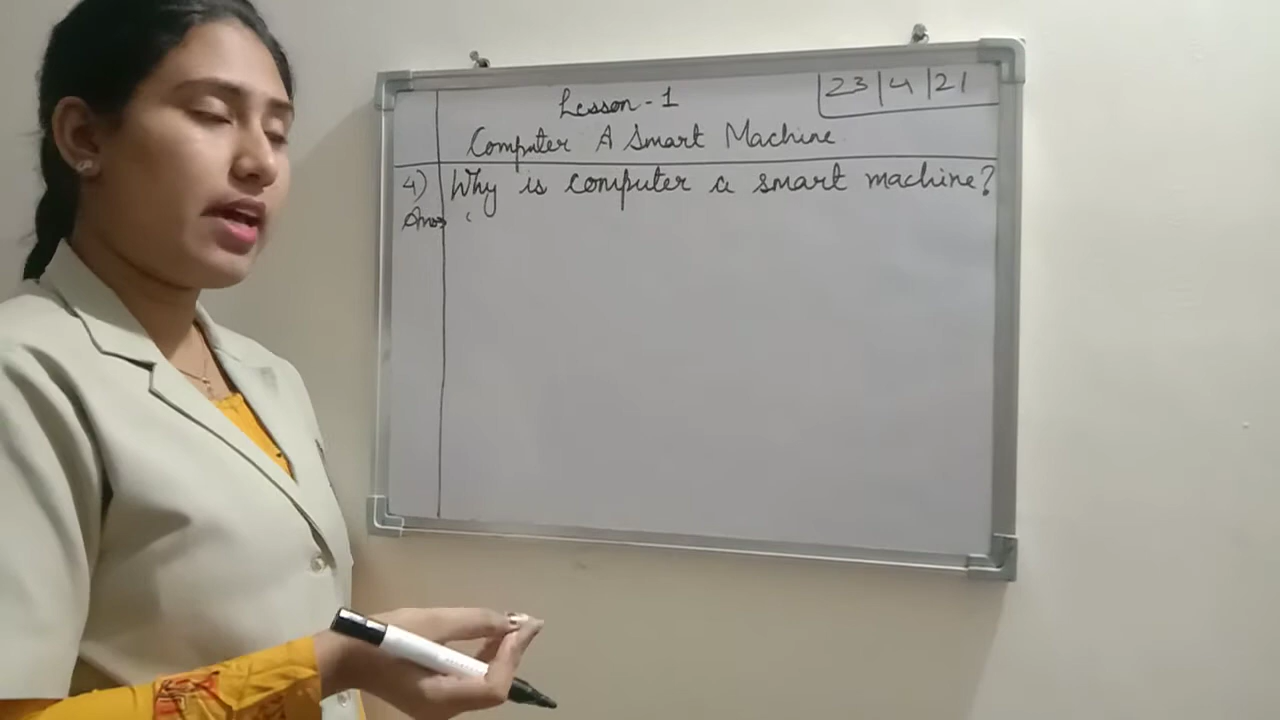 23|4|21
Lesson - 1
Computer A Smart Machine
4) Why is computer a smart machine?
Ans